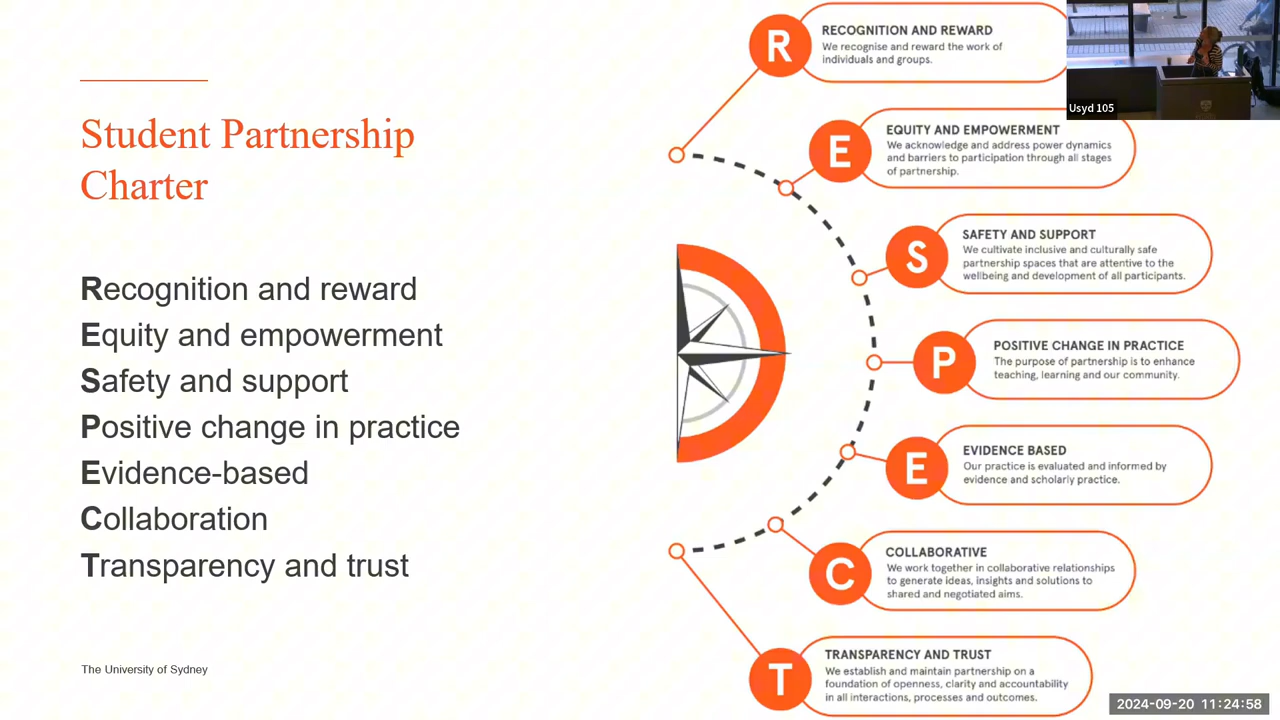 Student Partnership
Charter
Recognition and reward
Equity and empowerment
Safety and support
Positive change in practice
Evidence-based
Collaboration
Transparency and trust
The University of Sydney
R
RECOGNITION AND REWARD
We recognise and reward the work of
individuals and groups.
E
EQUITY AND EMPOWERMENT
We acknowledge and address power dynamics
and barriers to participation through all stages
of partnership.
S
SAFETY AND SUPPORT
We cultivate inclusive and culturally safe
partnership spaces that are attentive to the
wellbeing and development of all participants.
P
POSITIVE CHANGE IN PRACTICE
The purpose of partnership is to enhance
teaching, learning and our community.
E
EVIDENCE BASED
Our practice is evaluated and informed by
evidence and scholarly practice.
C
COLLABORATIVE
We work together in collaborative relationships
to generate ideas, insights and solutions to
shared and negotiated aims.
T
TRANSPARENCY AND TRUST
We establish and maintain partnership on a
foundation of openness, clarity and accountability
in all interactions, processes and outcomes.
Usyd 105
2024-09-20 11:24:58